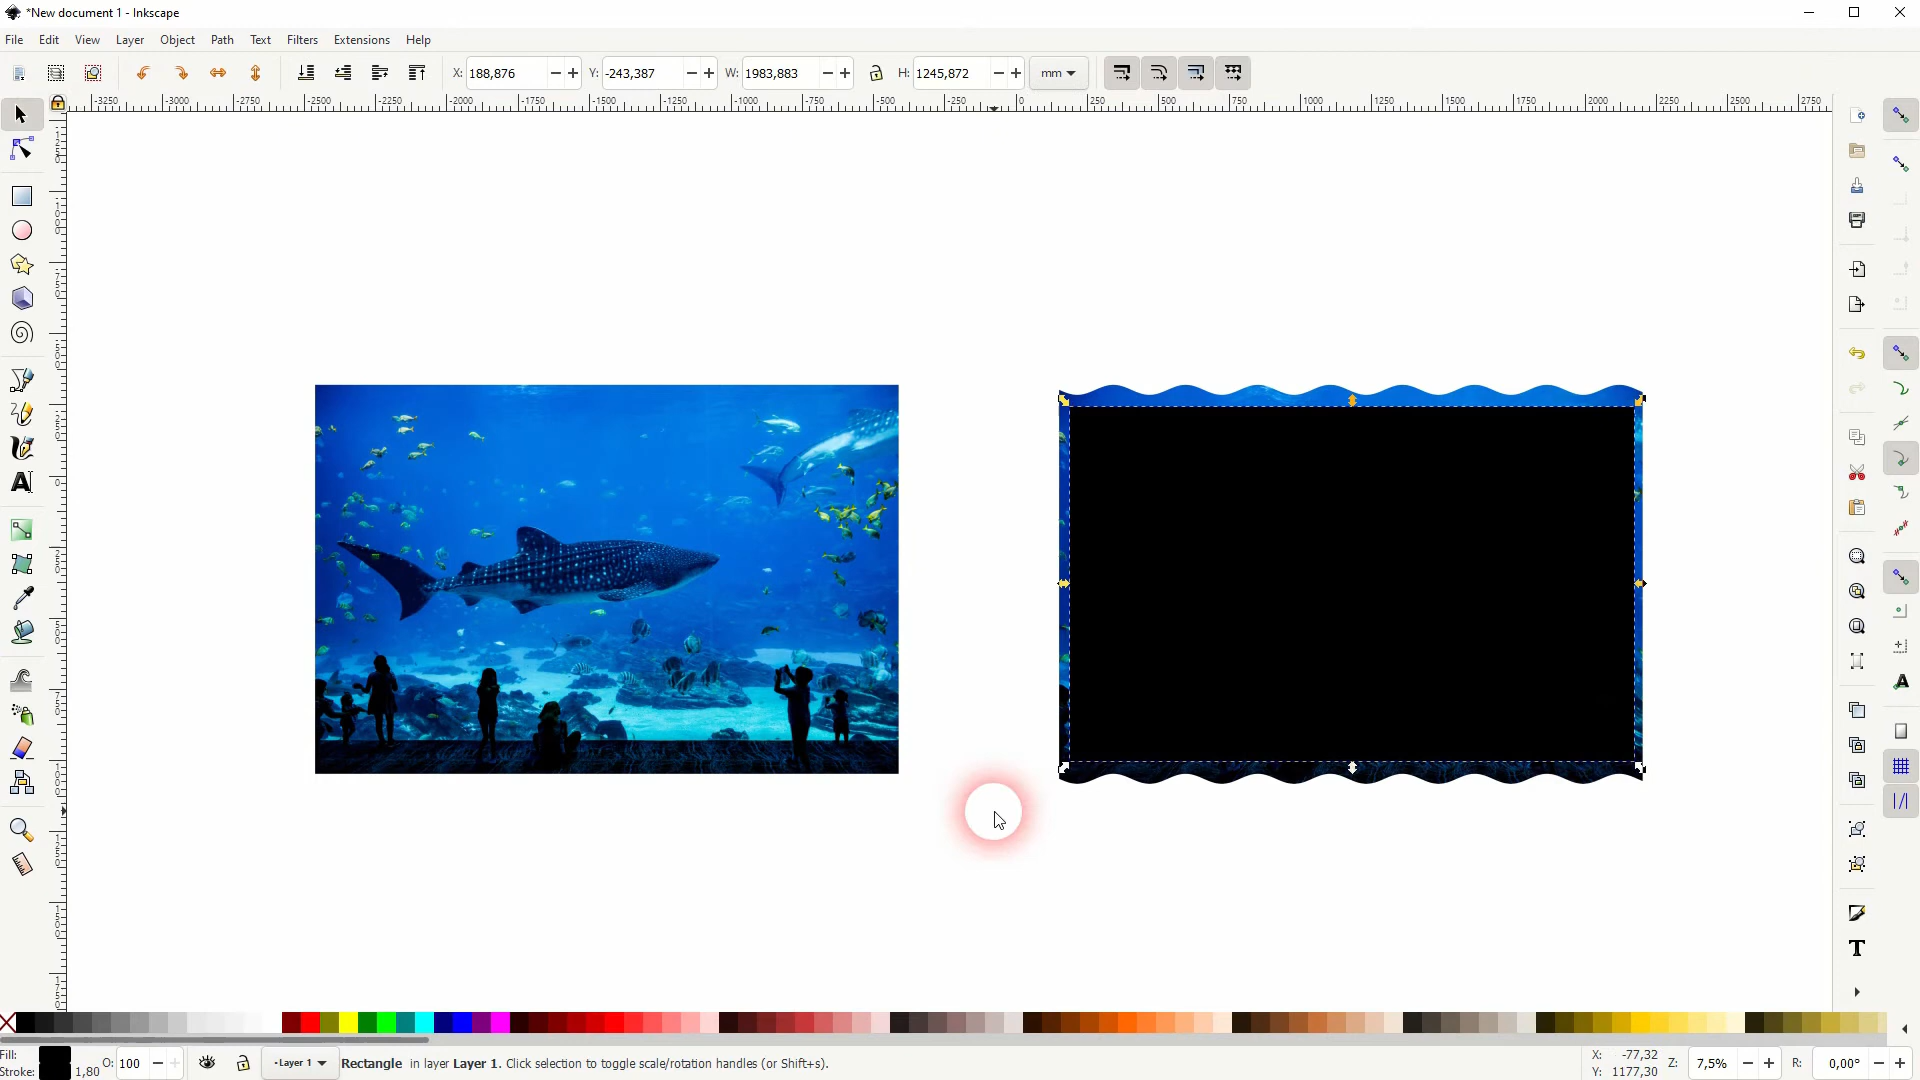 *New document 1 - Inkscape
File Edit View Layer Object Path Text Filters Extensions Help
X: 188,876 Y: -243,387 W: 1983,883 H: 1245,872 mm
-3250 -3000 -2750 -2500 -2250 -2000 -1750 -1500 -1250 -1000 -750 -500 -250 0 250 500 750 1000 1250 1500 1750 2000 2250 2500 2750
Fill: O: 100 -Layer 1 Rectangle in layer Layer 1. Click selection to toggle scale/rotation handles (or Shift+s). X: -77,32 Z: 7,5% R: 0,00°
Stroke: 1,80 Y: 1177,30